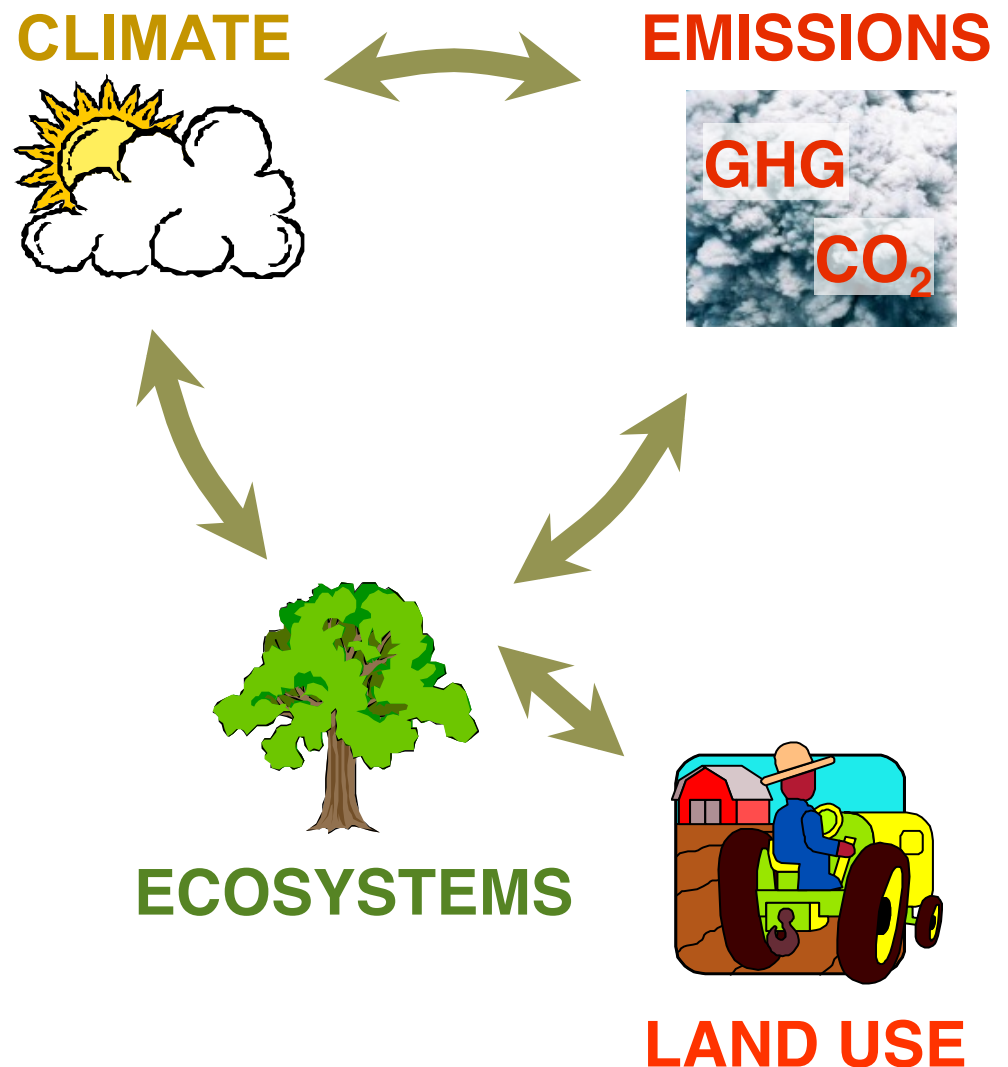 CLIMATE
EMISSIONS
GHG
CO₂
ECOSYSTEMS
LAND USE